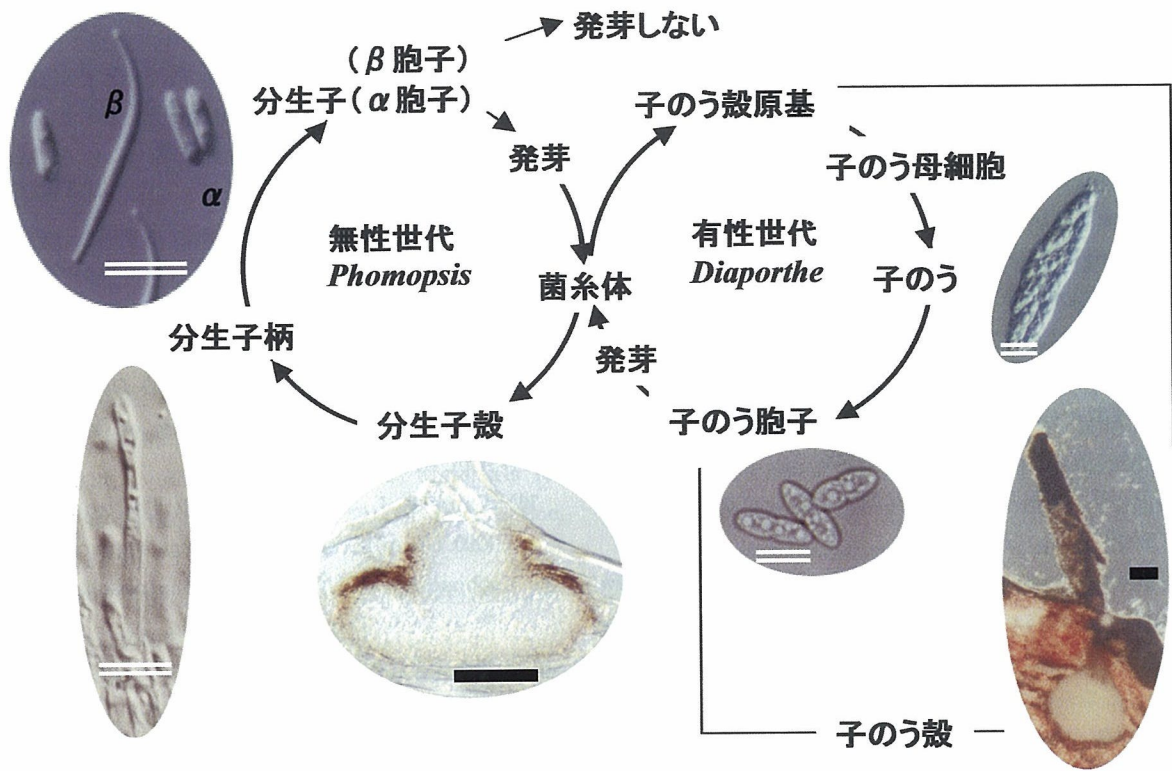 発芽しない
(β胞子)
分生子(α胞子)
子のう殻原基
β
発芽
子のう母細胞
α
無性世代
Phomopsis
有性世代
Diaporthe
菌糸体
子のう
分生子柄
発芽
分生子殻
子のう胞子
子のう殻